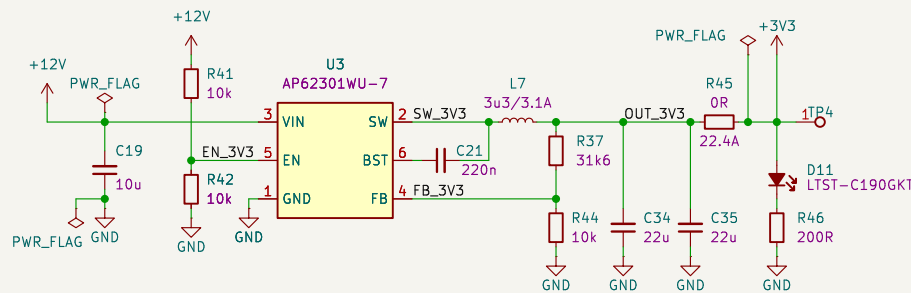 +12V
+12V
PWR_FLAG
R41
10k
U3
AP62301WU-7
L7
3u3/3.1A
PWR_FLAG
+3V3
R45
0R
22.4A
3
VIN
SW
2
SW_3V3
OUT_3V3
1
TP4
C19
10u
EN_3V3
5
EN
BST
6
C21
220n
R37
31k6
D11
LTST-C190GKT
R42
10k
1
GND
FB
4
FB_3V3
R44
10k
C34
22u
C35
22u
R46
200R
PWR_FLAG
GND
GND
GND
GND
GND
GND
GND